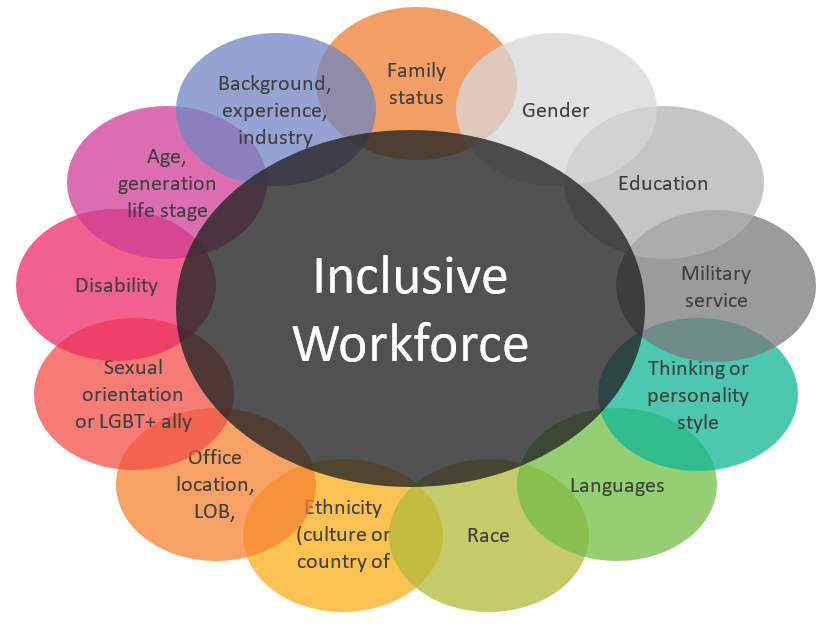 Family
status
Gender
Education
Military
service
Thinking or
personality
style
Languages
Race
Ethnicity
(culture or
country of
Office
location,
LOB,
Sexual
orientation
or LGBT+ ally
Disability
Age,
generation
life stage
Background,
experience,
industry
Inclusive
Workforce